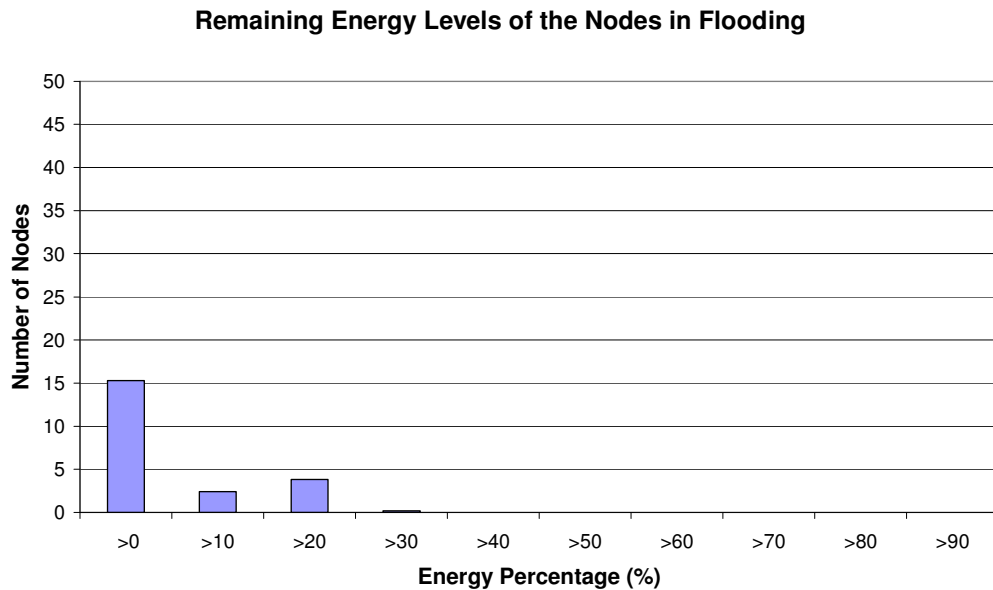 Remaining Energy Levels of the Nodes in Flooding
50
45
40
35
30
25
20
15
10
5
0
Number of Nodes
>0 >10 >20 >30 >40 >50 >60 >70 >80 >90
Energy Percentage (%)